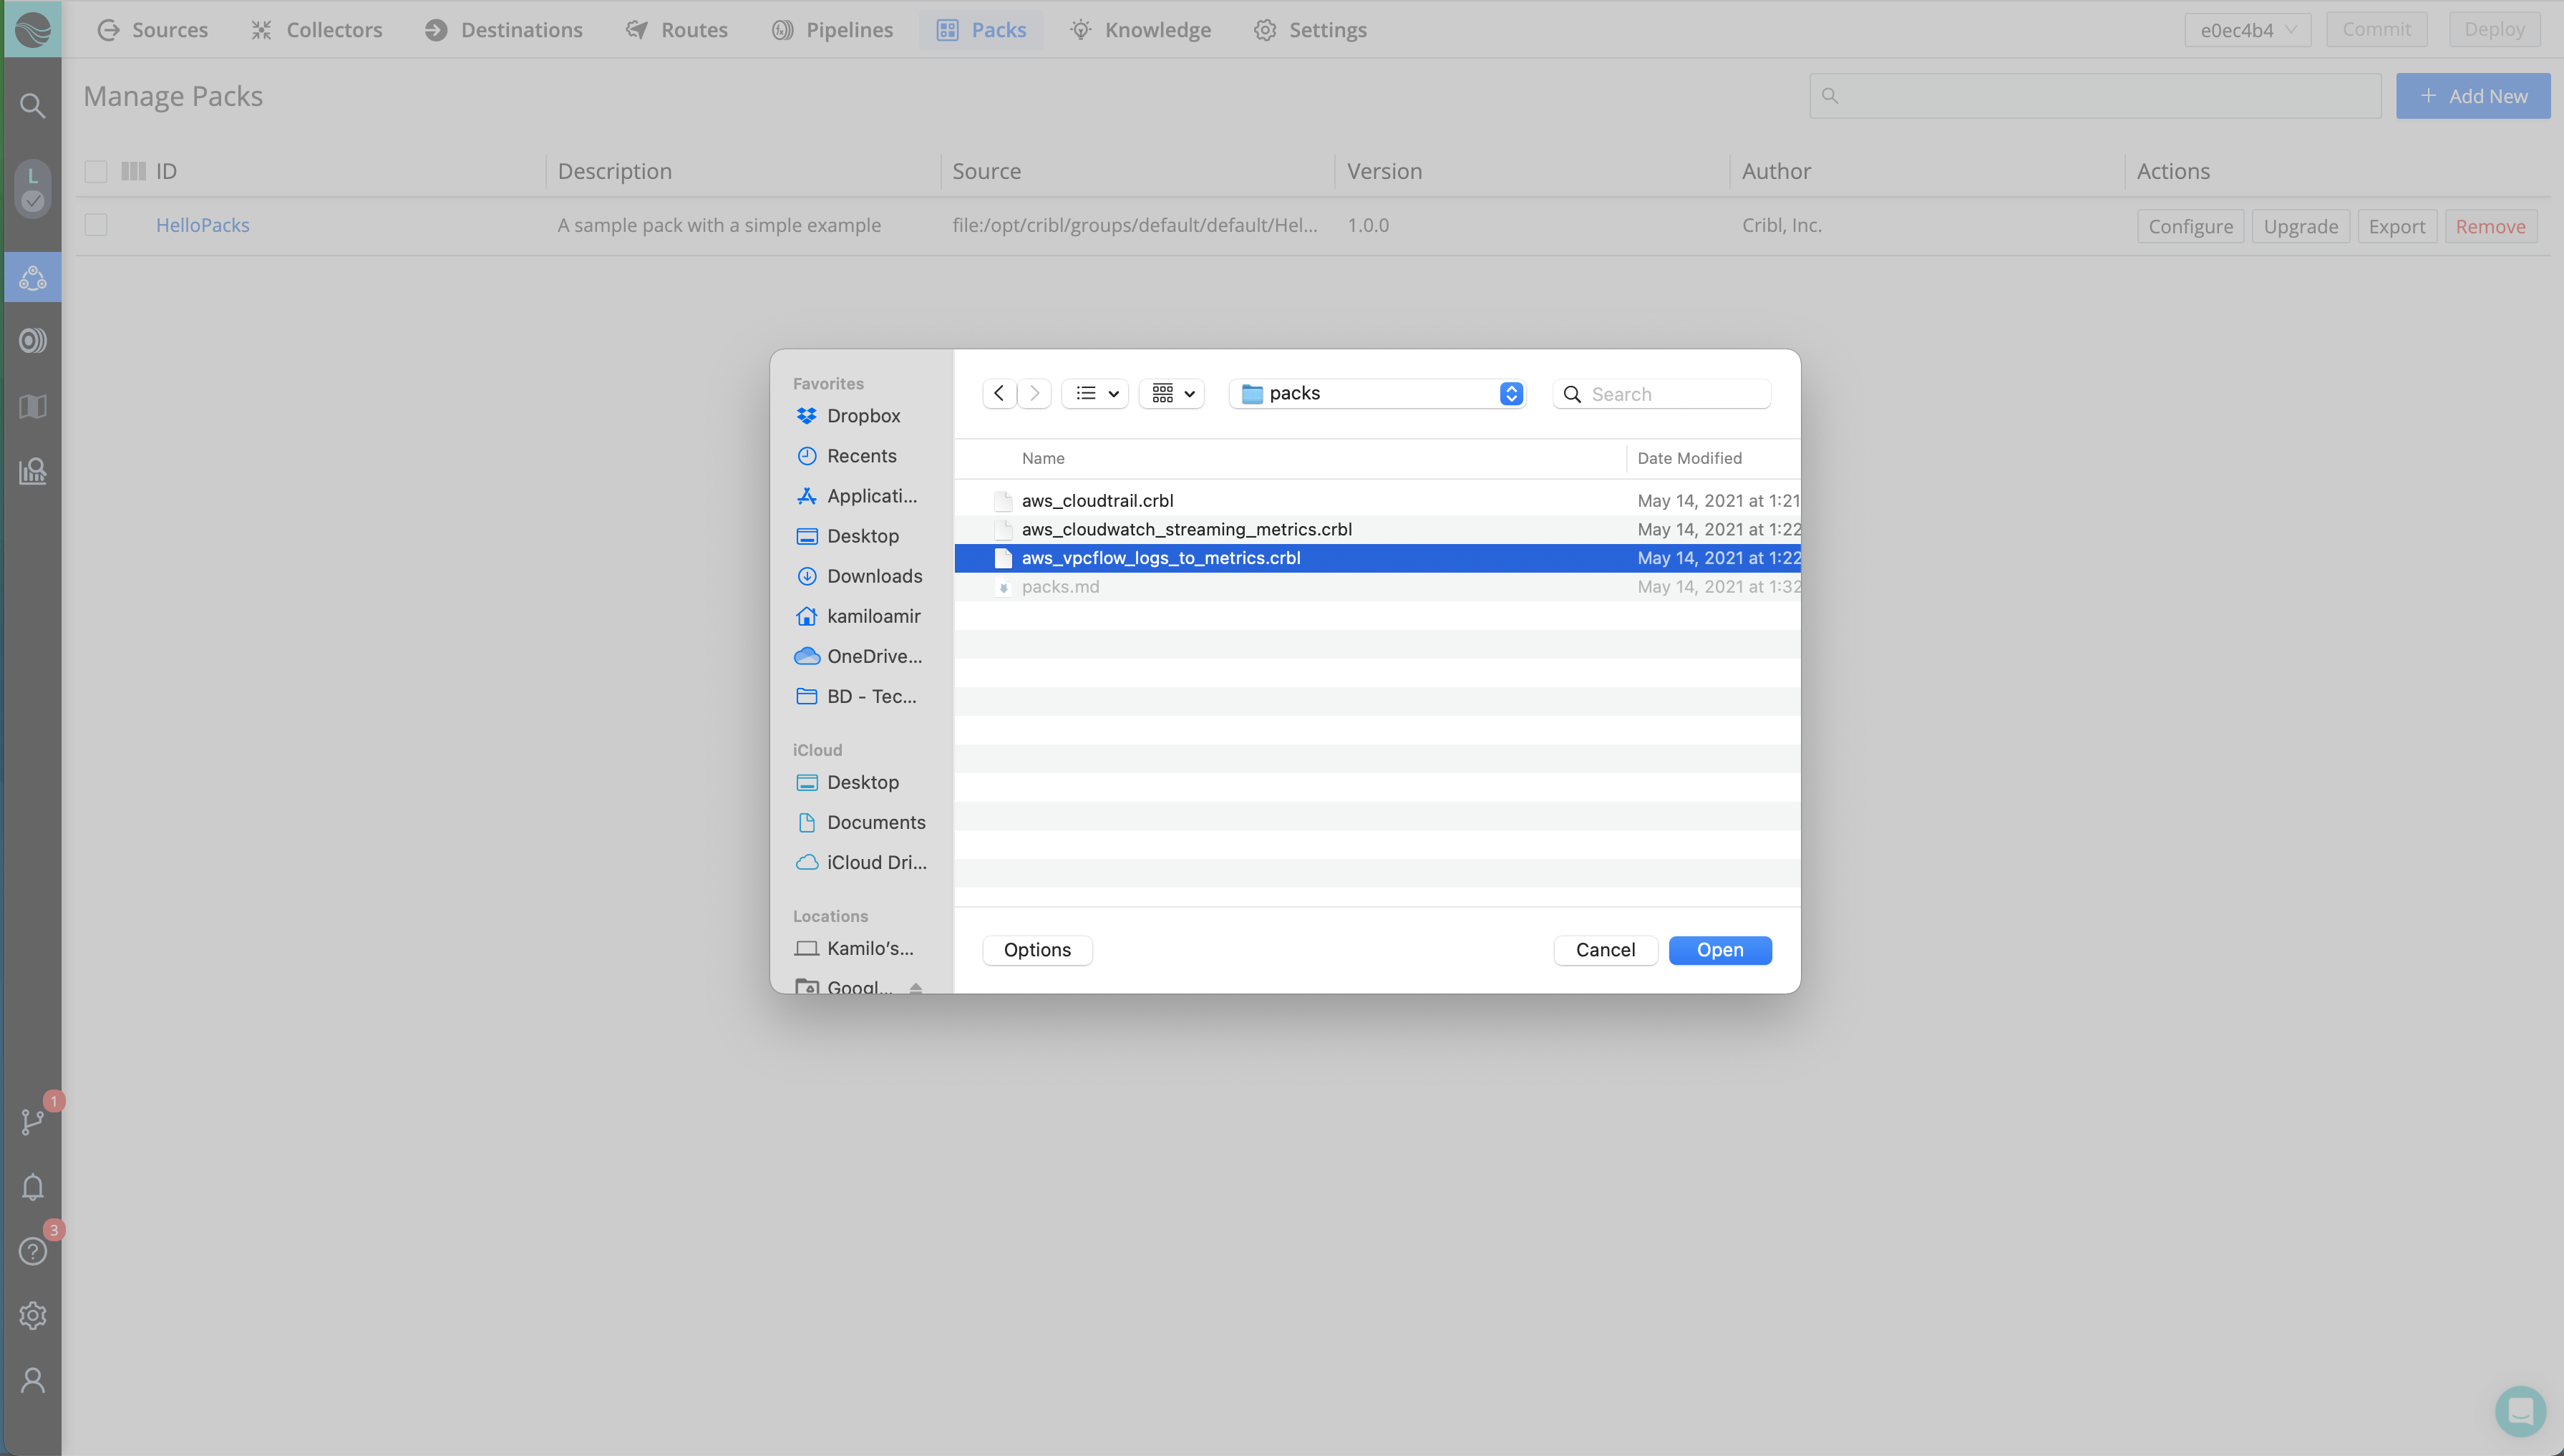 Sources Collectors Destinations Routes Pipelines Packs Knowledge Settings e0ec4b4 Commit Deploy
Manage Packs + Add New
L
ID Description Source Version Author Actions
HelloPacks A sample pack with a simple example file:/opt/cribl/groups/default/default/Hel... 1.0.0 Cribl, Inc. Configure Upgrade Export Remove
Favorites
Dropbox
Recents
Applicati...
Desktop
Downloads
kamiloamir
OneDrive...
BD - Tec...
iCloud
Desktop
Documents
iCloud Dri...
Locations
Kamilo's...
Googl...
packs Search
Name Date Modified
aws_cloudtrail.crbl May 14, 2021 at 1:21
aws_cloudwatch_streaming_metrics.crbl May 14, 2021 at 1:22
aws_vpcflow_logs_to_metrics.crbl May 14, 2021 at 1:22
packs.md May 14, 2021 at 1:32
Options Cancel Open
1
3